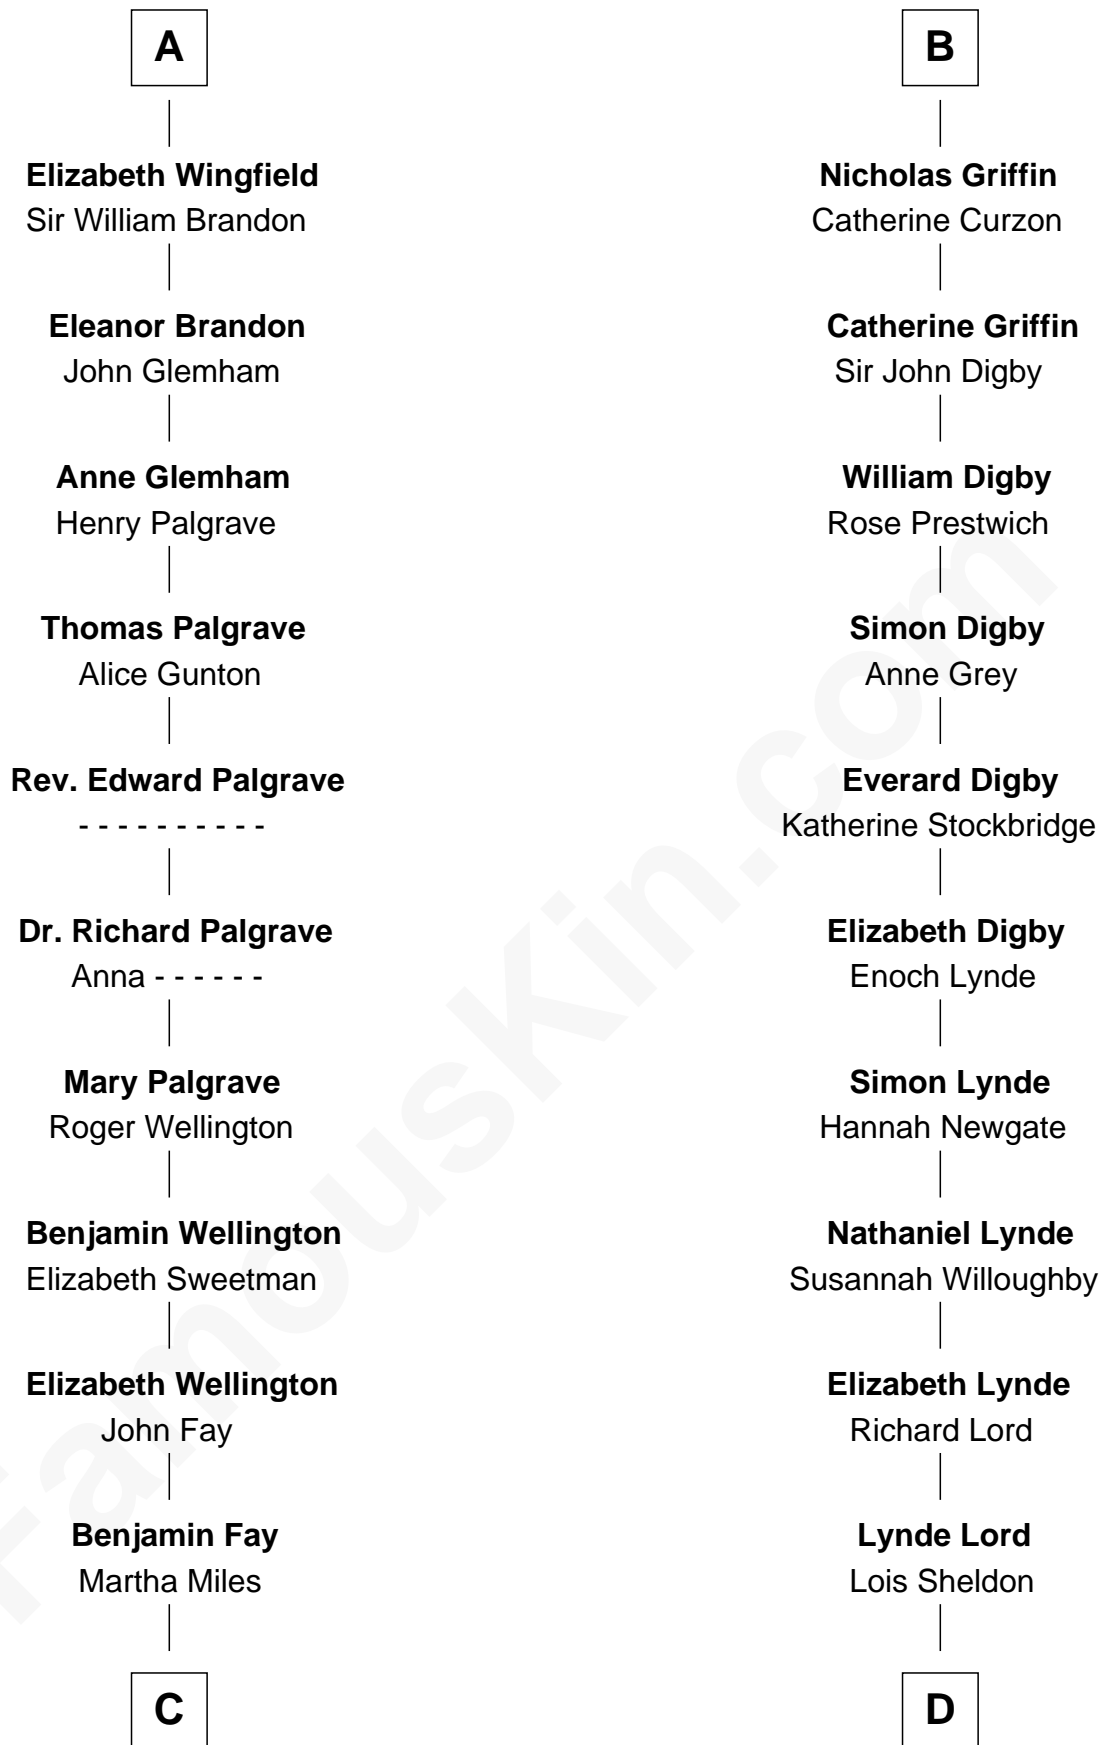 A
Elizabeth Wingfield
Sir William Brandon
Eleanor Brandon
John Glemham
Anne Glemham
Henry Palgrave
Thomas Palgrave
Alice Gunton
Rev. Edward Palgrave
- - - - - - - - - -
Dr. Richard Palgrave
Anna - - - - - -
Mary Palgrave
Roger Wellington
Benjamin Wellington
Elizabeth Sweetman
Elizabeth Wellington
John Fay
Benjamin Fay
Martha Miles
C
B
Nicholas Griffin
Catherine Curzon
Catherine Griffin
Sir John Digby
William Digby
Rose Prestwich
Simon Digby
Anne Grey
Everard Digby
Katherine Stockbridge
Elizabeth Digby
Enoch Lynde
Simon Lynde
Hannah Newgate
Nathaniel Lynde
Susannah Willoughby
Elizabeth Lynde
Richard Lord
Lynde Lord
Lois Sheldon
D
FamousKin.com